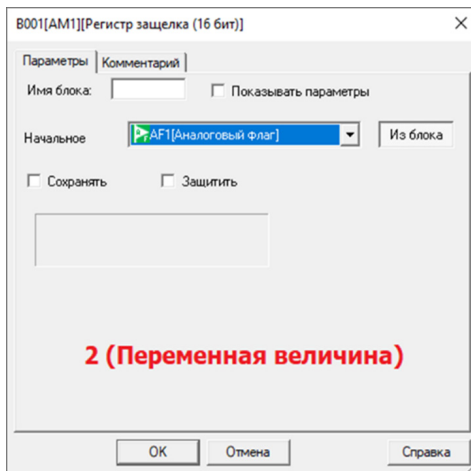 B001[AM1][Регистр защелка (16 бит)]
Параметры Комментарий
Имя блока: Показывать параметры
Начальное AF1[Аналоговый флаг] Из блока
Сохранять Защитить
2 (Переменная величина)
OK Отмена Справка